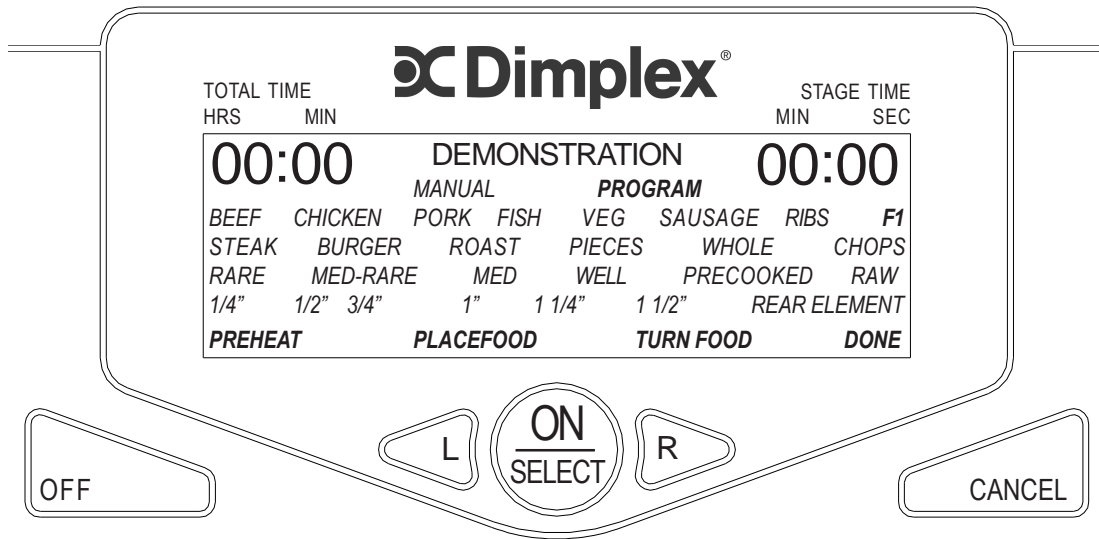 Dimplex®
TOTAL TIME STAGE TIME
HRS MIN MIN SEC
00:00 DEMONSTRATION 00:00
MANUAL PROGRAM
BEEF CHICKEN PORK FISH VEG SAUSAGE RIBS F1
STEAK BURGER ROAST PIECES WHOLE CHOPS
RARE MED-RARE MED WELL PRECOOKED RAW
1/4” 1/2” 3/4” 1” 1 1/4” 1 1/2” REAR ELEMENT
PREHEAT PLACEFOOD TURN FOOD DONE
ON
L R
SELECT
OFF CANCEL